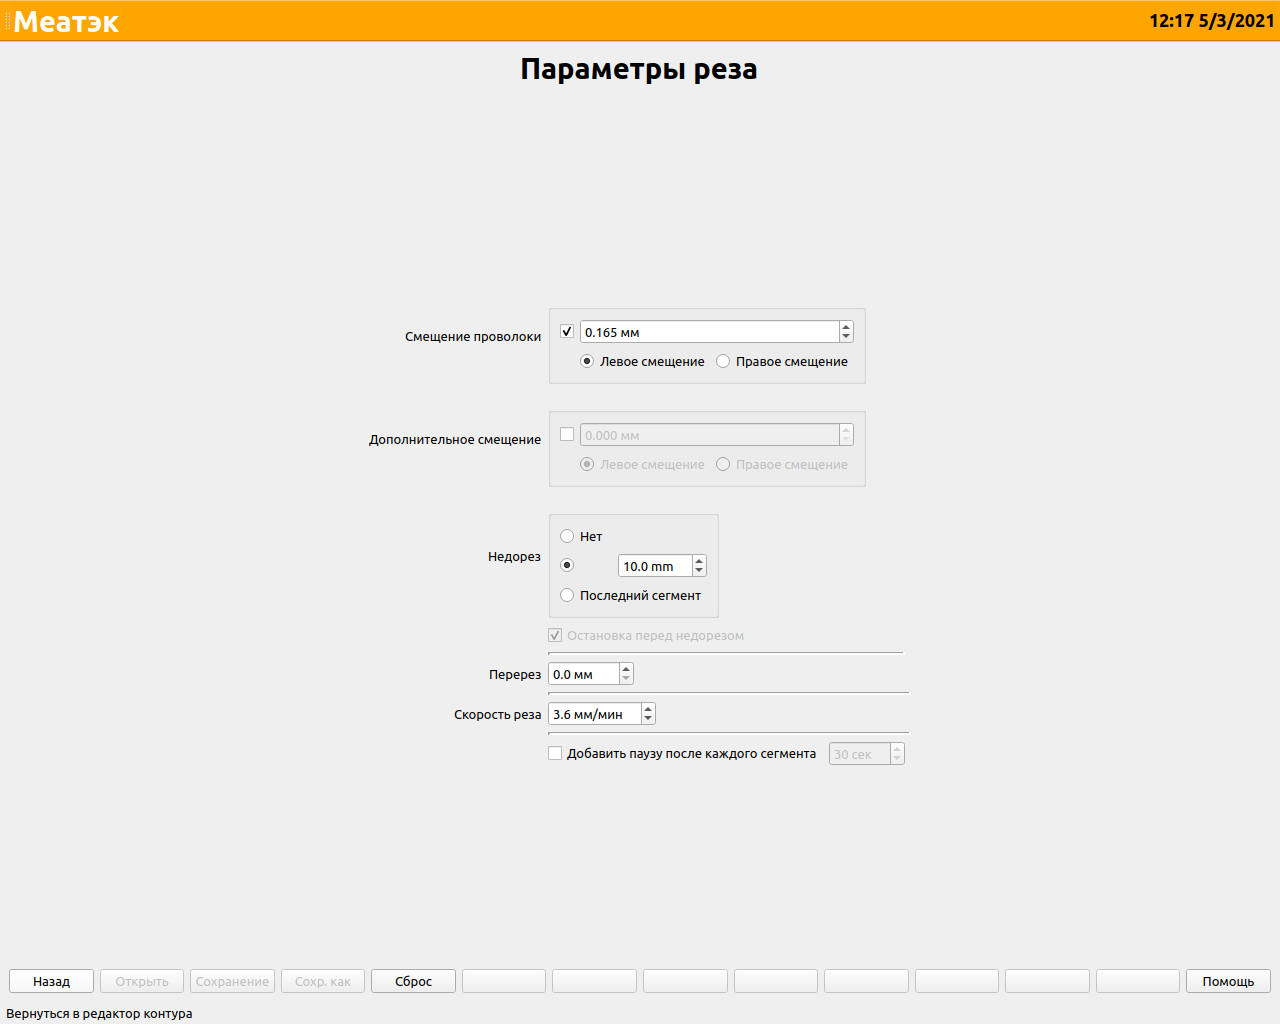 Меатэк 12:17 5/3/2021
Параметры реза
Смещение проволоки 0.165 мм
Левое смещение Правое смещение
Дополнительное смещение 0.000 мм
Левое смещение Правое смещение
Нет
Недорез 10.0 mm
Последний сегмент
Остановка перед недорезом
Перерез 0.0 мм
Скорость реза 3.6 мм/мин
Добавить паузу после каждого сегмента 30 сек
Назад Открыть Сохранение Сохр. как Сброс Помощь
Вернуться в редактор контура